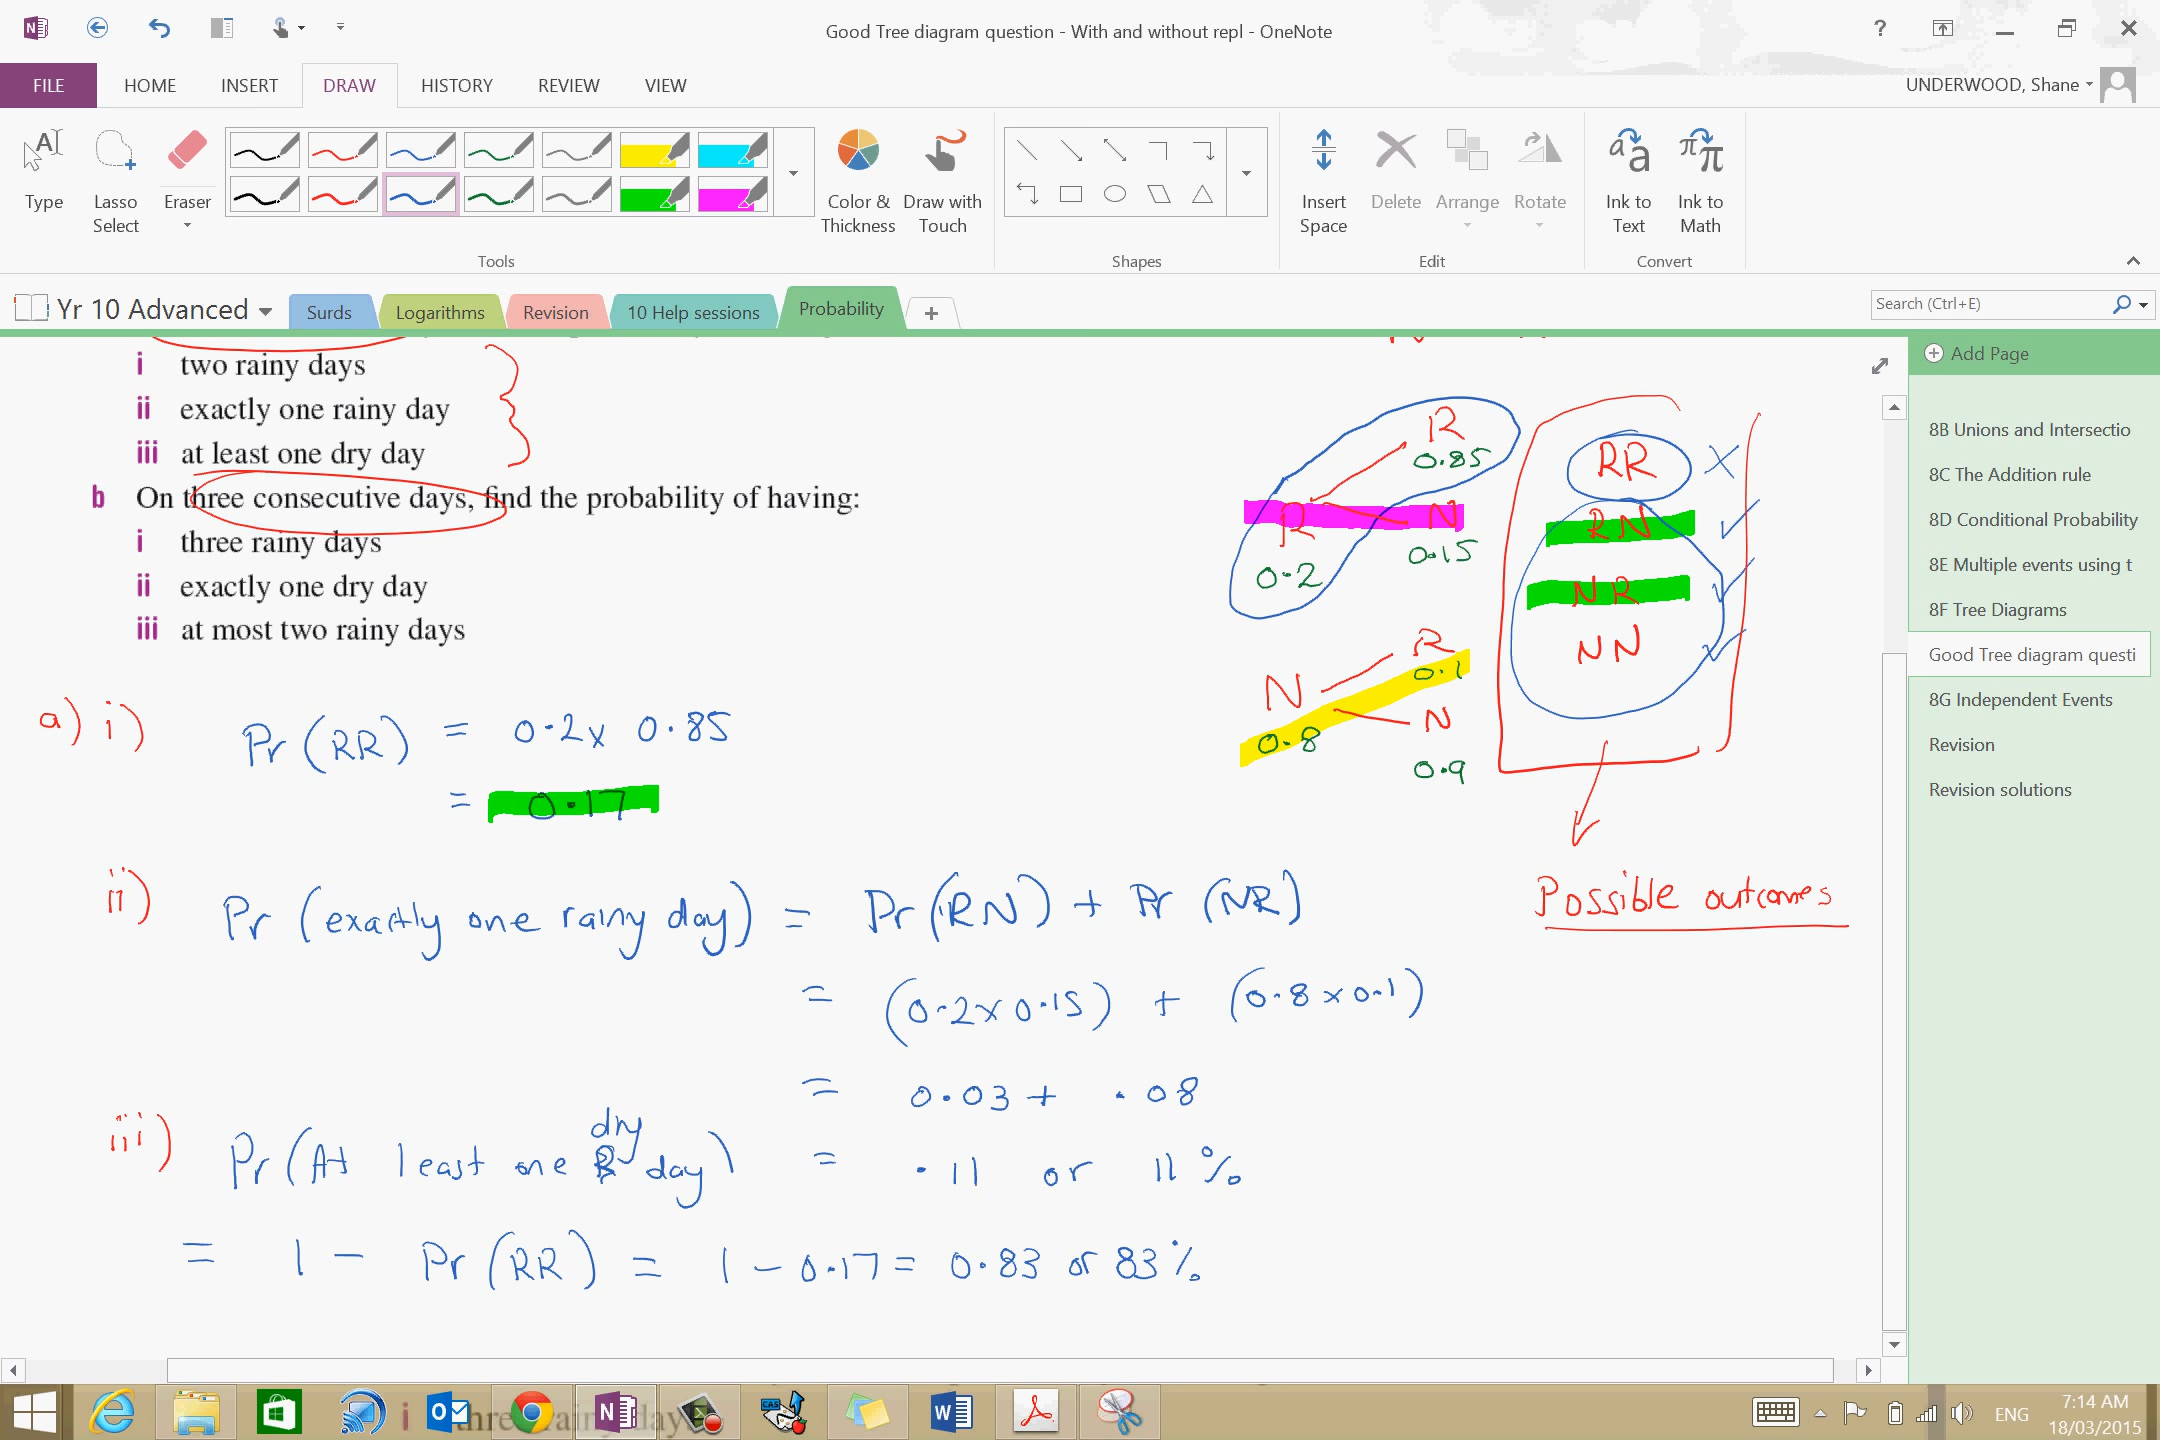 Good Tree diagram question - With and without repl - OneNote
FILE HOME INSERT DRAW HISTORY REVIEW VIEW
UNDERWOOD, Shane
Type
Lasso Select
Eraser
Color & Thickness
Draw with Touch
Insert Space
Delete
Arrange
Rotate
Ink to Text
Ink to Math
Tools
Shapes
Edit
Convert
Yr 10 Advanced
Surds
Logarithms
Revision
10 Help sessions
Probability
Search (Ctrl+E)
i two rainy days
ii exactly one rainy day
iii at least one dry day
b On three consecutive days, find the probability of having:
i three rainy days
ii exactly one dry day
iii at most two rainy days
R
0.85
R N
0.2
0.15
R
0.1
N
N
0.8
0.9
RR
RN
NR
NN
Possible outcomes
a) i) Pr (RR) = 0.2 x 0.85
= 0.17
ii) Pr (exactly one rainy day) = Pr (RN) + Pr (NR)
= (0.2 x 0.15) + (0.8 x 0.1)
= 0.03 + .08
= .11 or 11%
iii) Pr (At least one dry day)
= 1 - Pr (RR) = 1 - 0.17 = 0.83 or 83%
Add Page
8B Unions and Intersectio
8C The Addition rule
8D Conditional Probability
8E Multiple events using t
8F Tree Diagrams
Good Tree diagram questi
8G Independent Events
Revision
Revision solutions
ENG
7:14 AM
18/03/2015